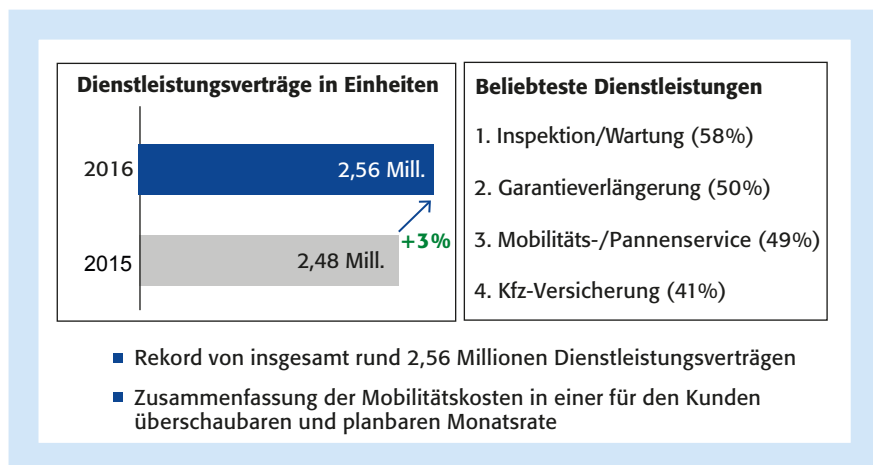 Dienstleistungsverträge in Einheiten
2016
2,56 Mill.
+3%
2015
2,48 Mill.
Beliebteste Dienstleistungen
1. Inspektion/Wartung (58%)
2. Garantieverlängerung (50%)
3. Mobilitäts-/Pannenservice (49%)
4. Kfz-Versicherung (41%)
Rekord von insgesamt rund 2,56 Millionen Dienstleistungsverträgen
Zusammenfassung der Mobilitätskosten in einer für den Kunden
überschaubaren und planbaren Monatsrate